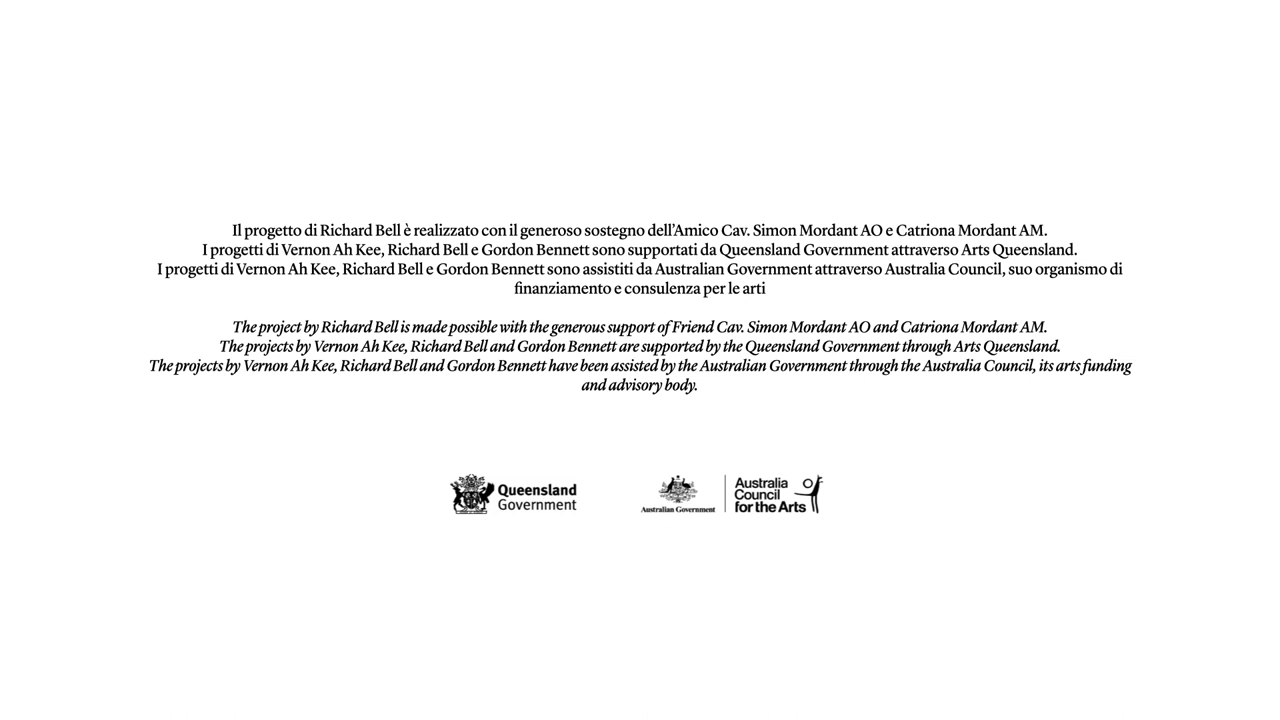 Il progetto di Richard Bell è realizzato con il generoso sostegno dell’Amico Cav. Simon Mordant AO e Catriona Mordant AM.
I progetti di Vernon Ah Kee, Richard Bell e Gordon Bennett sono supportati da Queensland Government attraverso Arts Queensland.
I progetti di Vernon Ah Kee, Richard Bell e Gordon Bennett sono assistiti da Australian Government attraverso Australia Council, suo organismo di
finanziamento e consulenza per le arti
The project by Richard Bell is made possible with the generous support of Friend Cav. Simon Mordant AO and Catriona Mordant AM.
The projects by Vernon Ah Kee, Richard Bell and Gordon Bennett are supported by the Queensland Government through Arts Queensland.
The projects by Vernon Ah Kee, Richard Bell and Gordon Bennett have been assisted by the Australian Government through the Australia Council, its arts funding
and advisory body.
Queensland
Government
Australian Government
Australia
Council
for the Arts